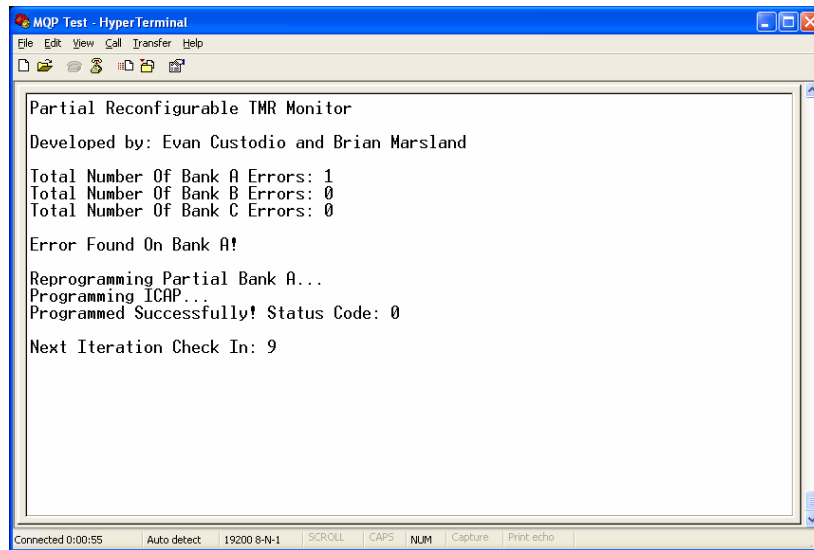 MQP Test - HyperTerminal
File Edit View Call Transfer Help
Partial Reconfigurable TMR Monitor
Developed by: Evan Custodio and Brian Marsland
Total Number Of Bank A Errors: 1
Total Number Of Bank B Errors: 0
Total Number Of Bank C Errors: 0
Error Found On Bank A!
Reprogramming Partial Bank A...
Programming ICAP...
Programmed Successfully! Status Code: 0
Next Iteration Check In: 9
Connected 0:00:55 Auto detect 19200 8-N-1 SCROLL CAPS NUM Capture Print echo